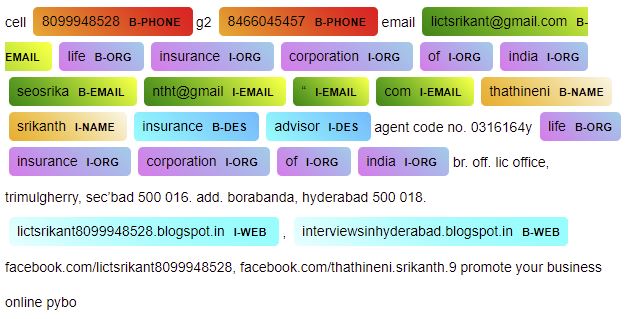 cell 8099948528 B-PHONE g2 8466045457 B-PHONE email lictsrikant@gmail.com B-
EMAIL life B-ORG insurance I-ORG corporation I-ORG of I-ORG india I-ORG
seosrika B-EMAIL ntht@gmail I-EMAIL “ I-EMAIL com I-EMAIL thathineni B-NAME
srikanth I-NAME insurance B-DES advisor I-DES agent code no. 0316164y life B-ORG
insurance I-ORG corporation I-ORG of I-ORG india I-ORG br. off. lic office,
trimulgherry, sec’bad 500 016. add. borabanda, hyderabad 500 018.
lictsrikant8099948528.blogspot.in I-WEB , interviewsinhyderabad.blogspot.in B-WEB
facebook.com/lictsrikant8099948528, facebook.com/thathineni.srikanth.9 promote your business
online pybo